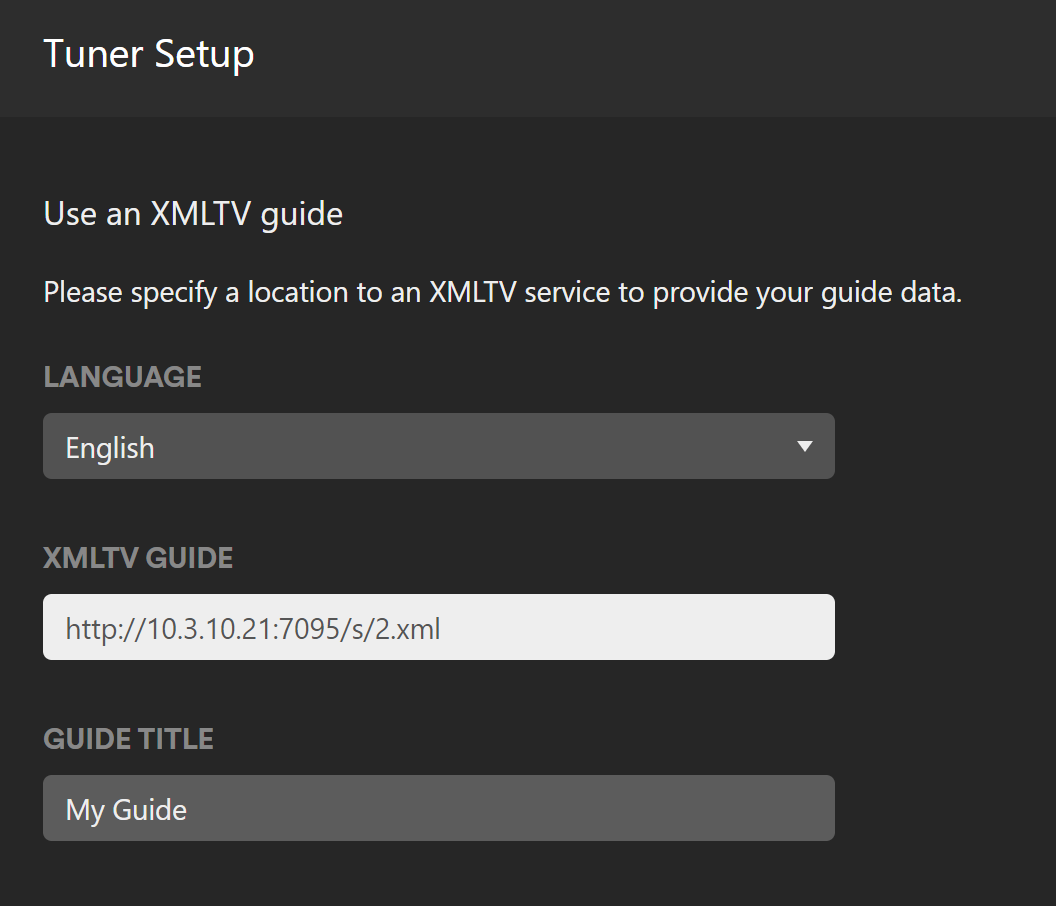 Tuner Setup
Use an XMLTV guide
Please specify a location to an XMLTV service to provide your guide data.
LANGUAGE
English
XMLTV GUIDE
http://10.3.10.21:7095/s/2.xml
GUIDE TITLE
My Guide